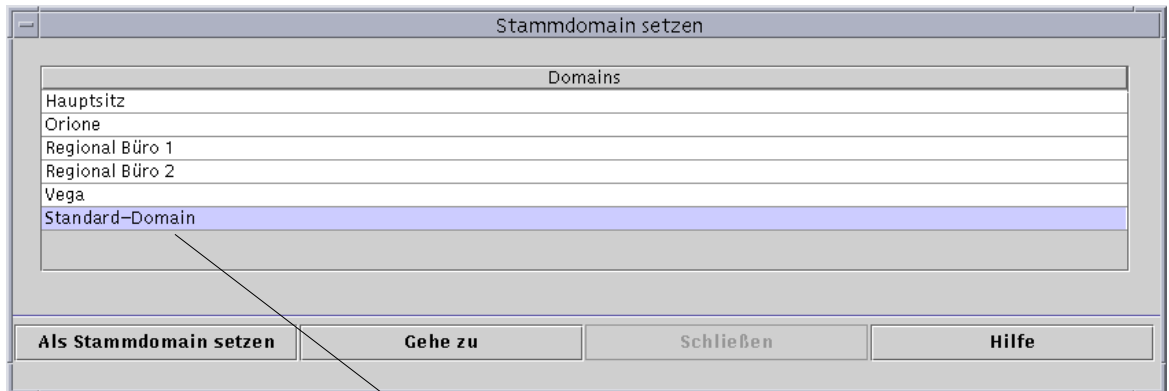 Stammdomain setzen
Domains
Hauptsitz
Orione
Regional Büro 1
Regional Büro 2
Vega
Standard-Domain
Als Stammdomain setzen Gehe zu Schließen Hilfe